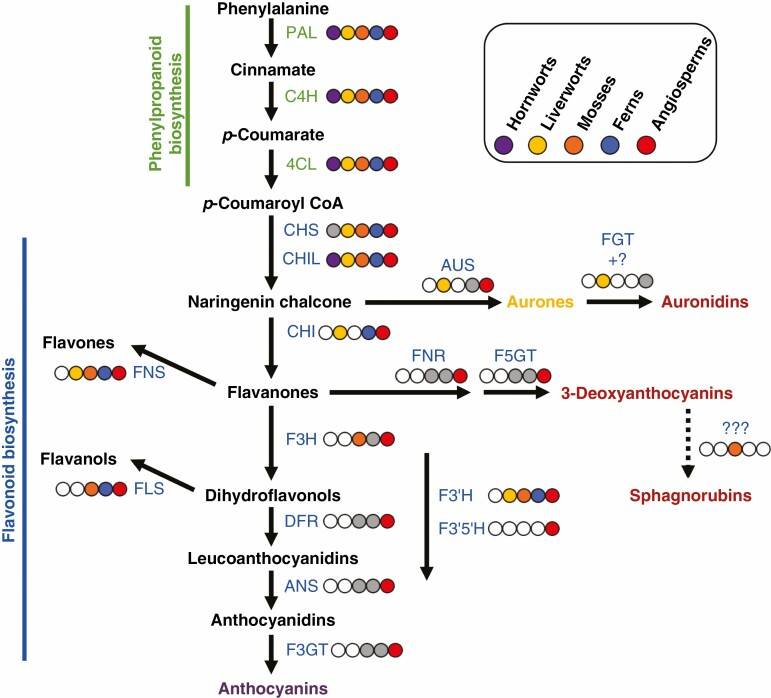 Phenylalanine
PAL
Cinnamate
C4H
p-Coumarate
4CL
p-Coumaroyl CoA
Phenylpropanoid
biosynthesis
Hornworts
Liverworts
Mosses
Ferns
Angiosperms
CHS
CHIL
Naringenin chalcone
AUS
Aurones
FGT
+?
Auronidins
CHI
Flavones
FNS
Flavanones
FNR
F5GT
3-Deoxyanthocyanins
???
Sphagnorubins
F3H
Flavanols
FLS
Dihydroflavonols
F3'H
F3'5'H
DFR
Leucoanthocyanidins
ANS
Anthocyanidins
F3GT
Anthocyanins
Flavonoid biosynthesis